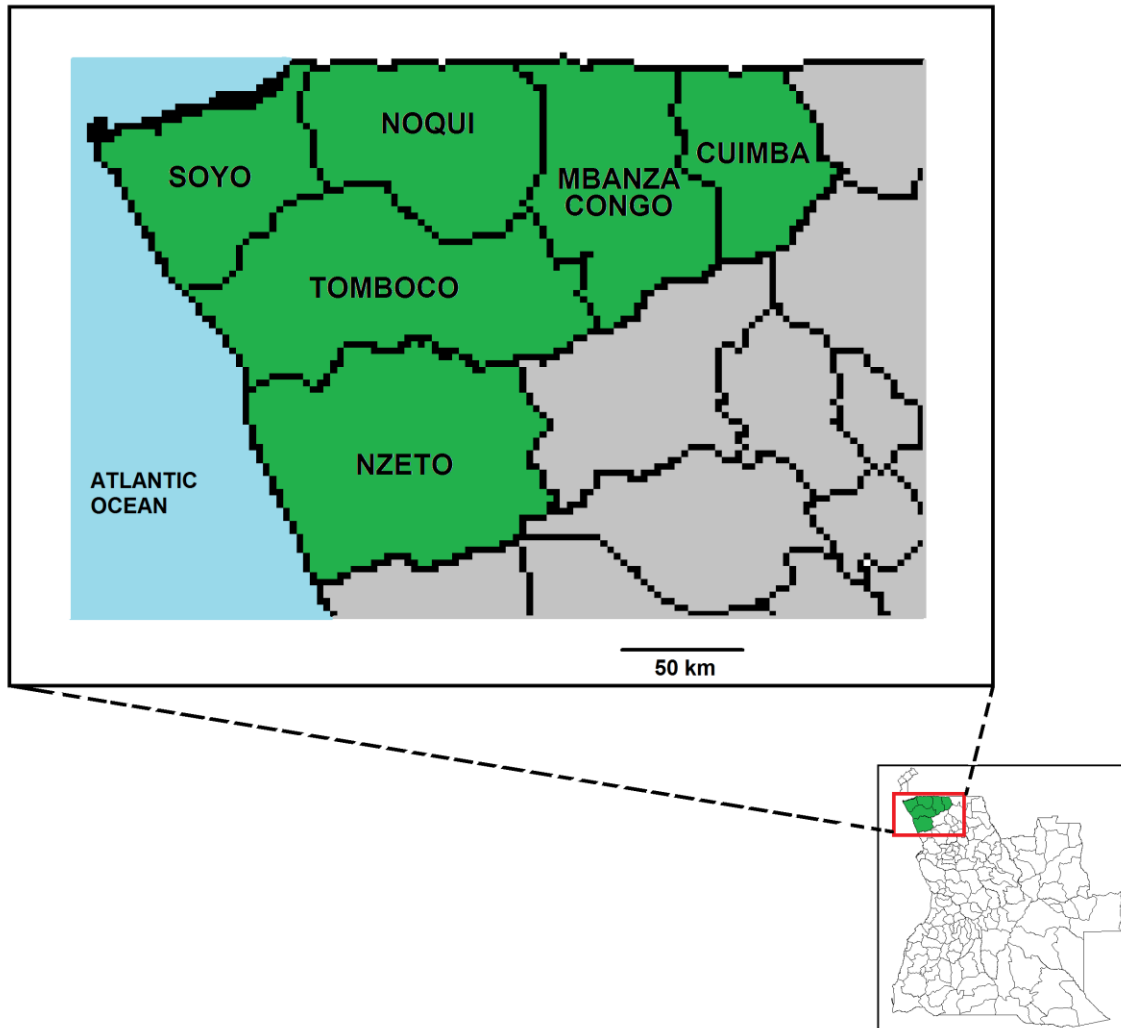 NOQUI
CUIMBA
SOYO
MBANZA
CONGO
TOMBOCO
NZETO
ATLANTIC
OCEAN
50 km